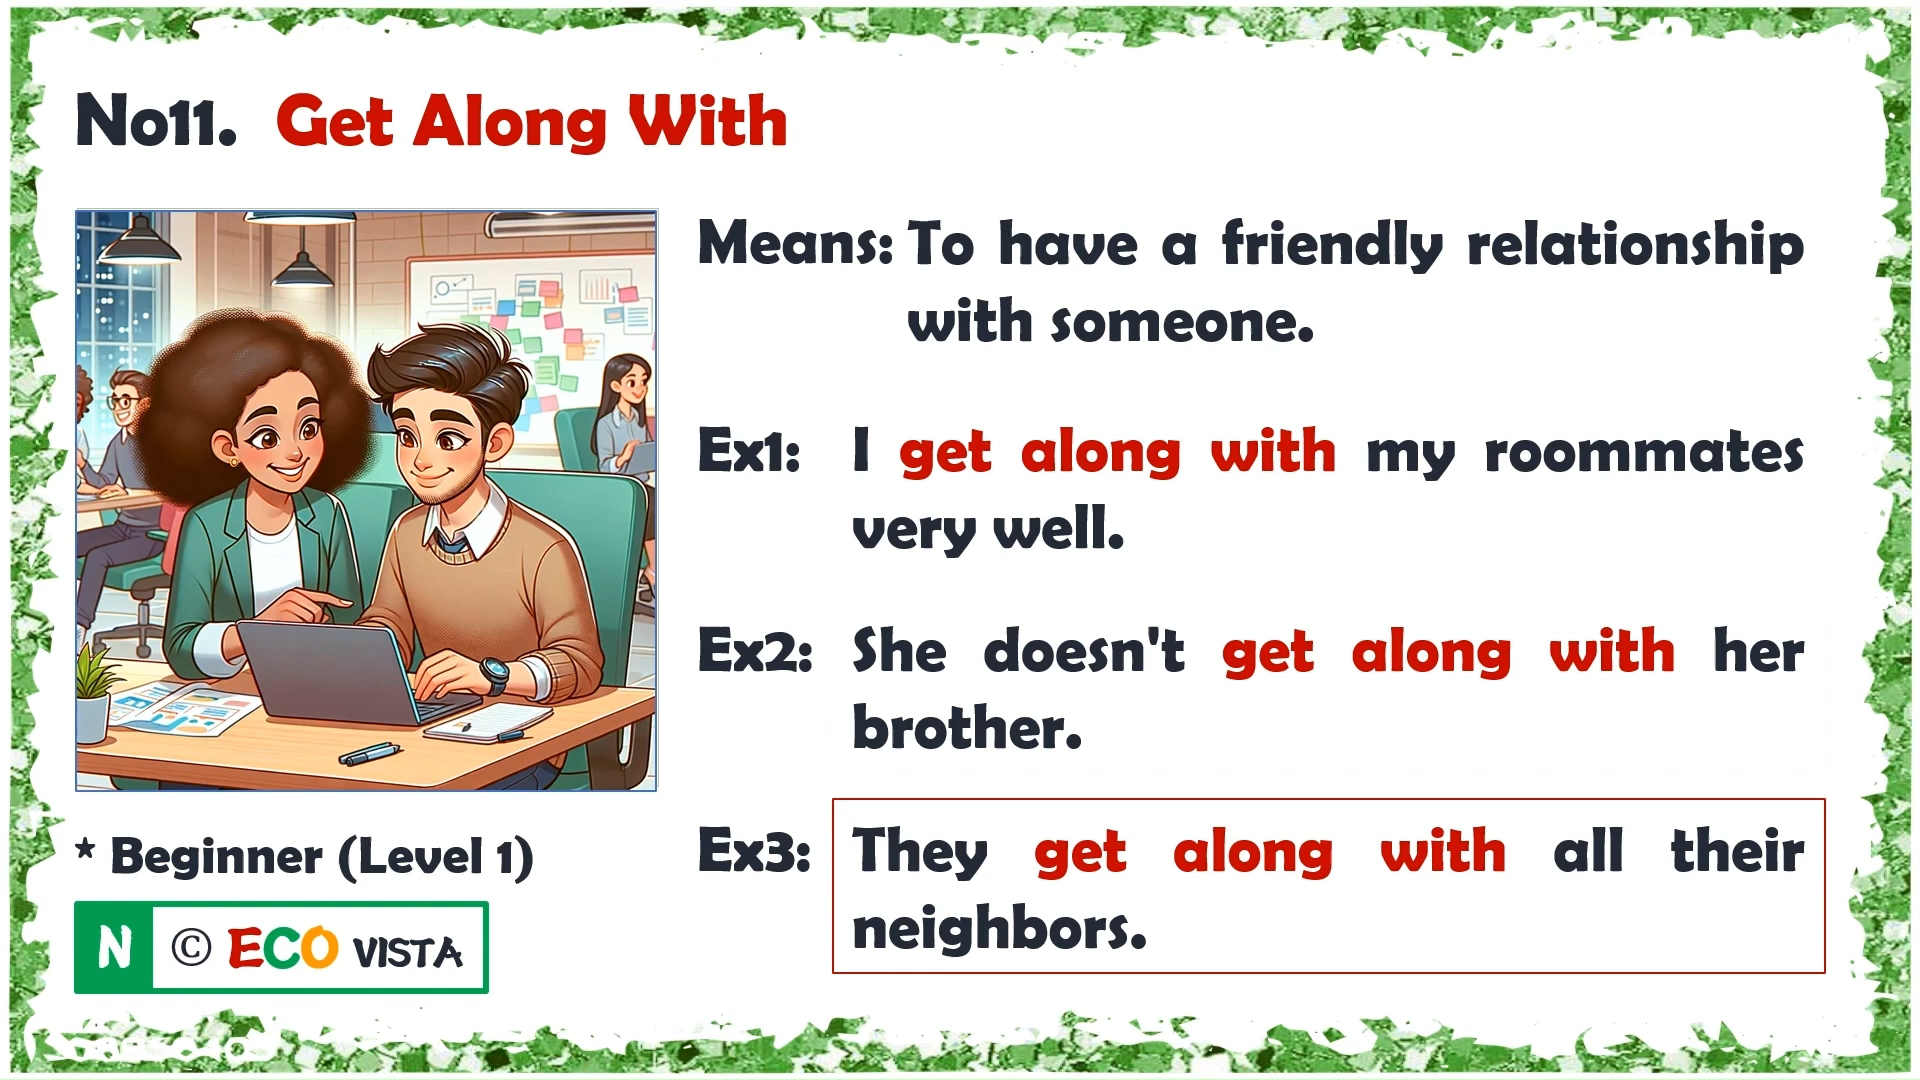 No11. Get Along With
Means: To have a friendly relationship
with someone.
Ex1: I get along with my roommates
very well.
Ex2: She doesn't get along with her
brother.
Ex3: They get along with all their
neighbors.
* Beginner (Level 1)
N © ECO VISTA